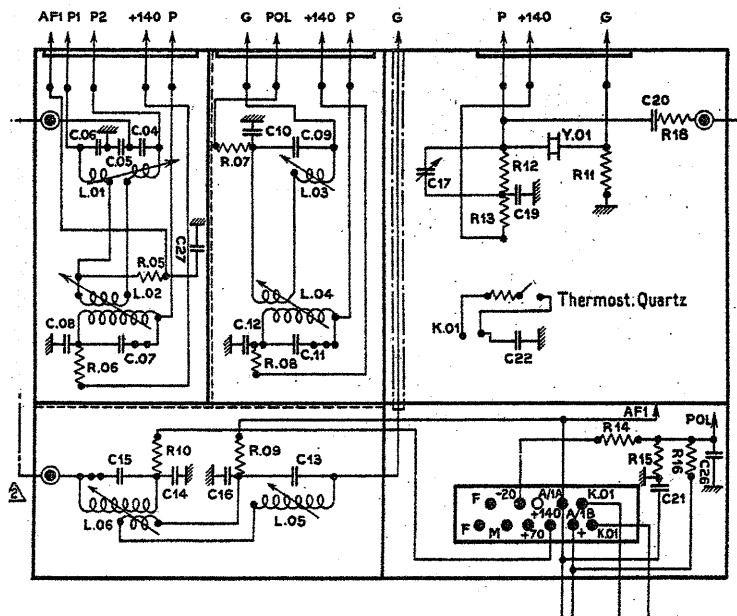 AF1 P1 P2 +140 P G POL +140 P G P +140 G
C.06 C.05 C.04
C10 C.09
C20
R.07
Y.01
R18
L.01
L.03
C17
R12
R11
R13
C19
C27
R.05
L.02
L.04
Thermost.Quartz
K.01
C22
C.08
C.07
C.12
C.11
R.06
R.08
AF1
POL
R14
R10
R.09
R15
R16
C26
C15
C14
C16
C13
C21
L.06
L.05
F -20 A/1A K.01
F M +70 +140 A/1B + K.01